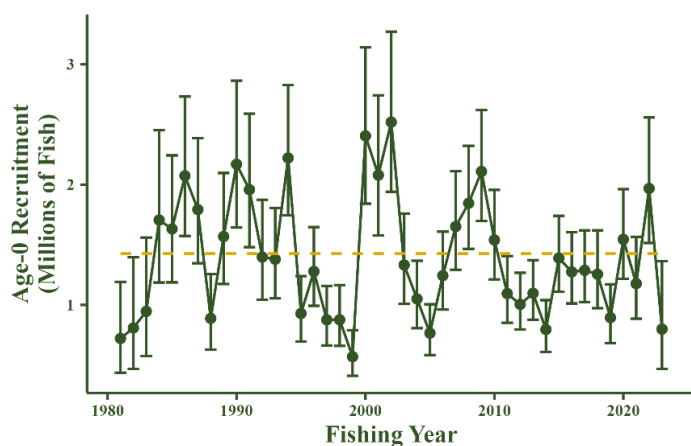 Age-0 Recruitment
(Millions of Fish)
3
2
1
1980
1990
2000
2010
2020
Fishing Year